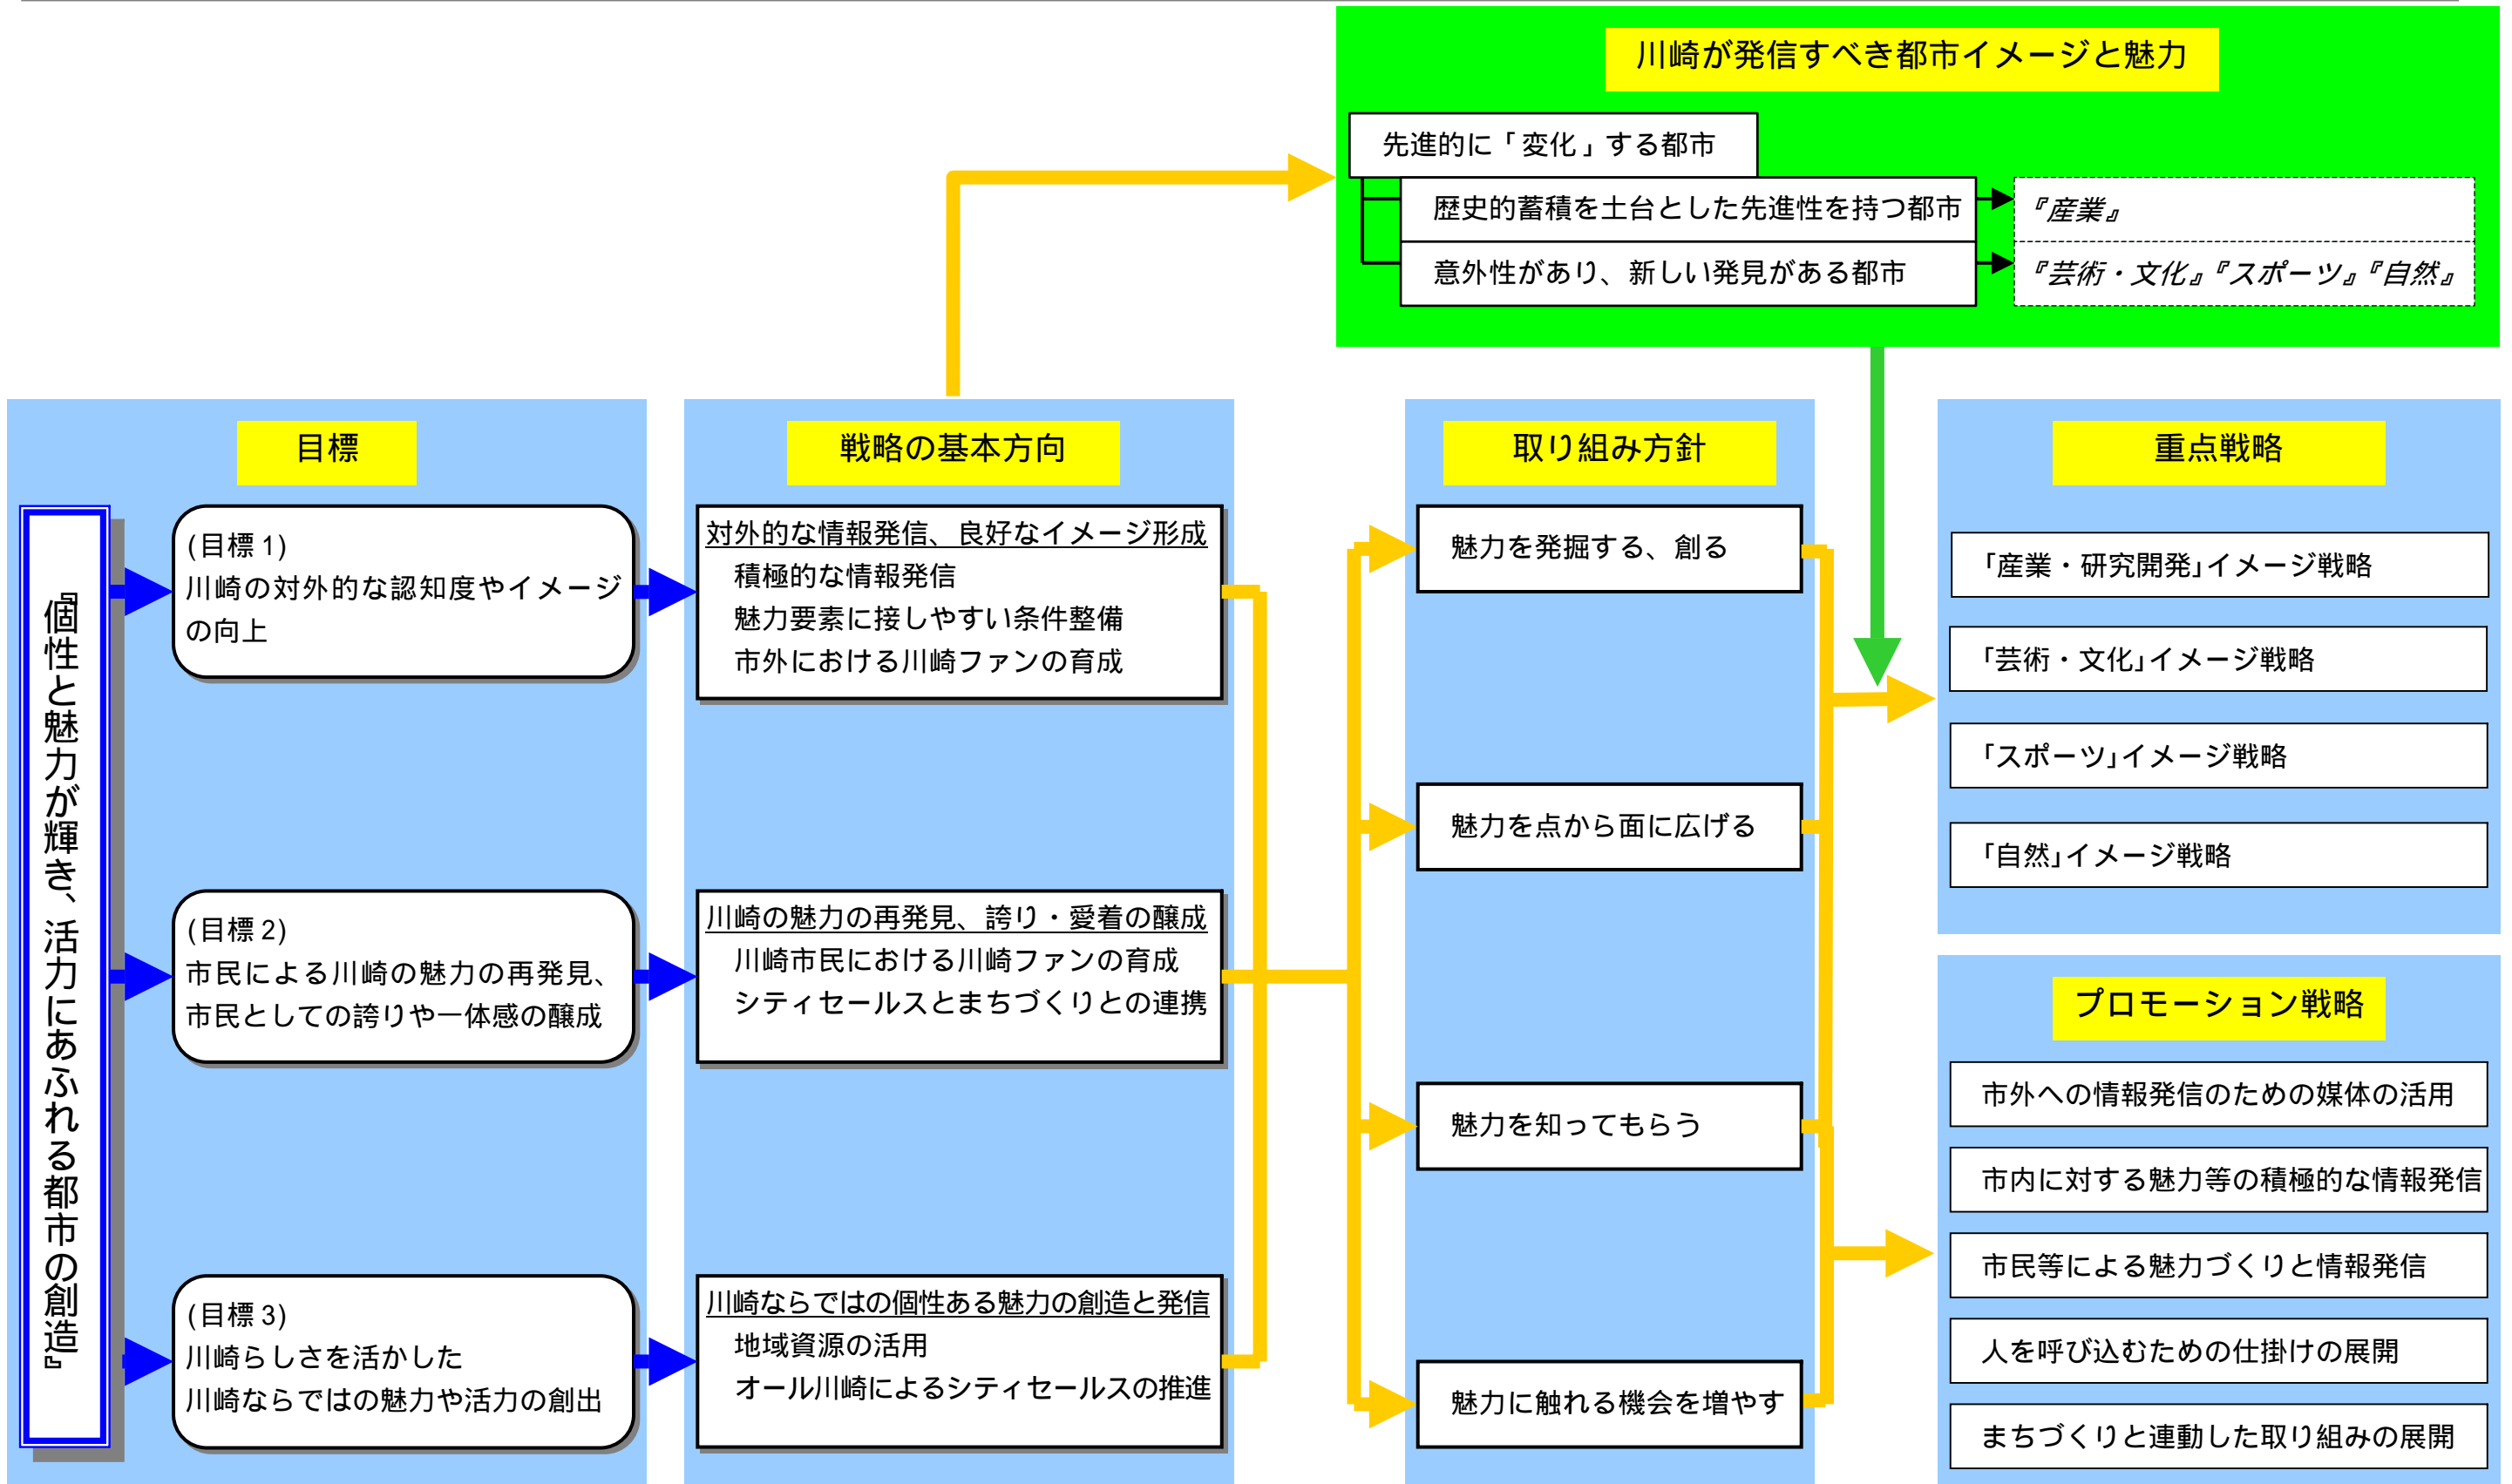 川崎が発信すべき都市イメージと魅力
先進的に「変化」する都市
歴史的蓄積を土台とした先進性を持つ都市
『産業』
意外性があり、新しい発見がある都市
『芸術・文化』『スポーツ』『自然』
目標
『個性と魅力が輝き、活力にあふれる都市の創造』
(目標1)
川崎の対外的な認知度やイメージ
の向上
(目標2)
市民による川崎の魅力の再発見、
市民としての誇りや一体感の醸成
(目標3)
川崎らしさを活かした
川崎ならではの魅力や活力の創出
戦略の基本方向
対外的な情報発信、良好なイメージ形成
積極的な情報発信
魅力要素に接しやすい条件整備
市外における川崎ファンの育成
川崎の魅力の再発見、誇り・愛着の醸成
川崎市民における川崎ファンの育成
シティセールスとまちづくりとの連携
川崎ならではの個性ある魅力の創造と発信
地域資源の活用
オール川崎によるシティセールスの推進
取り組み方針
魅力を発掘する、創る
魅力を点から面に広げる
魅力を知ってもらう
魅力に触れる機会を増やす
重点戦略
「産業・研究開発」イメージ戦略
「芸術・文化」イメージ戦略
「スポーツ」イメージ戦略
「自然」イメージ戦略
プロモーション戦略
市外への情報発信のための媒体の活用
市内に対する魅力等の積極的な情報発信
市民等による魅力づくりと情報発信
人を呼び込むための仕掛けの展開
まちづくりと連動した取り組みの展開